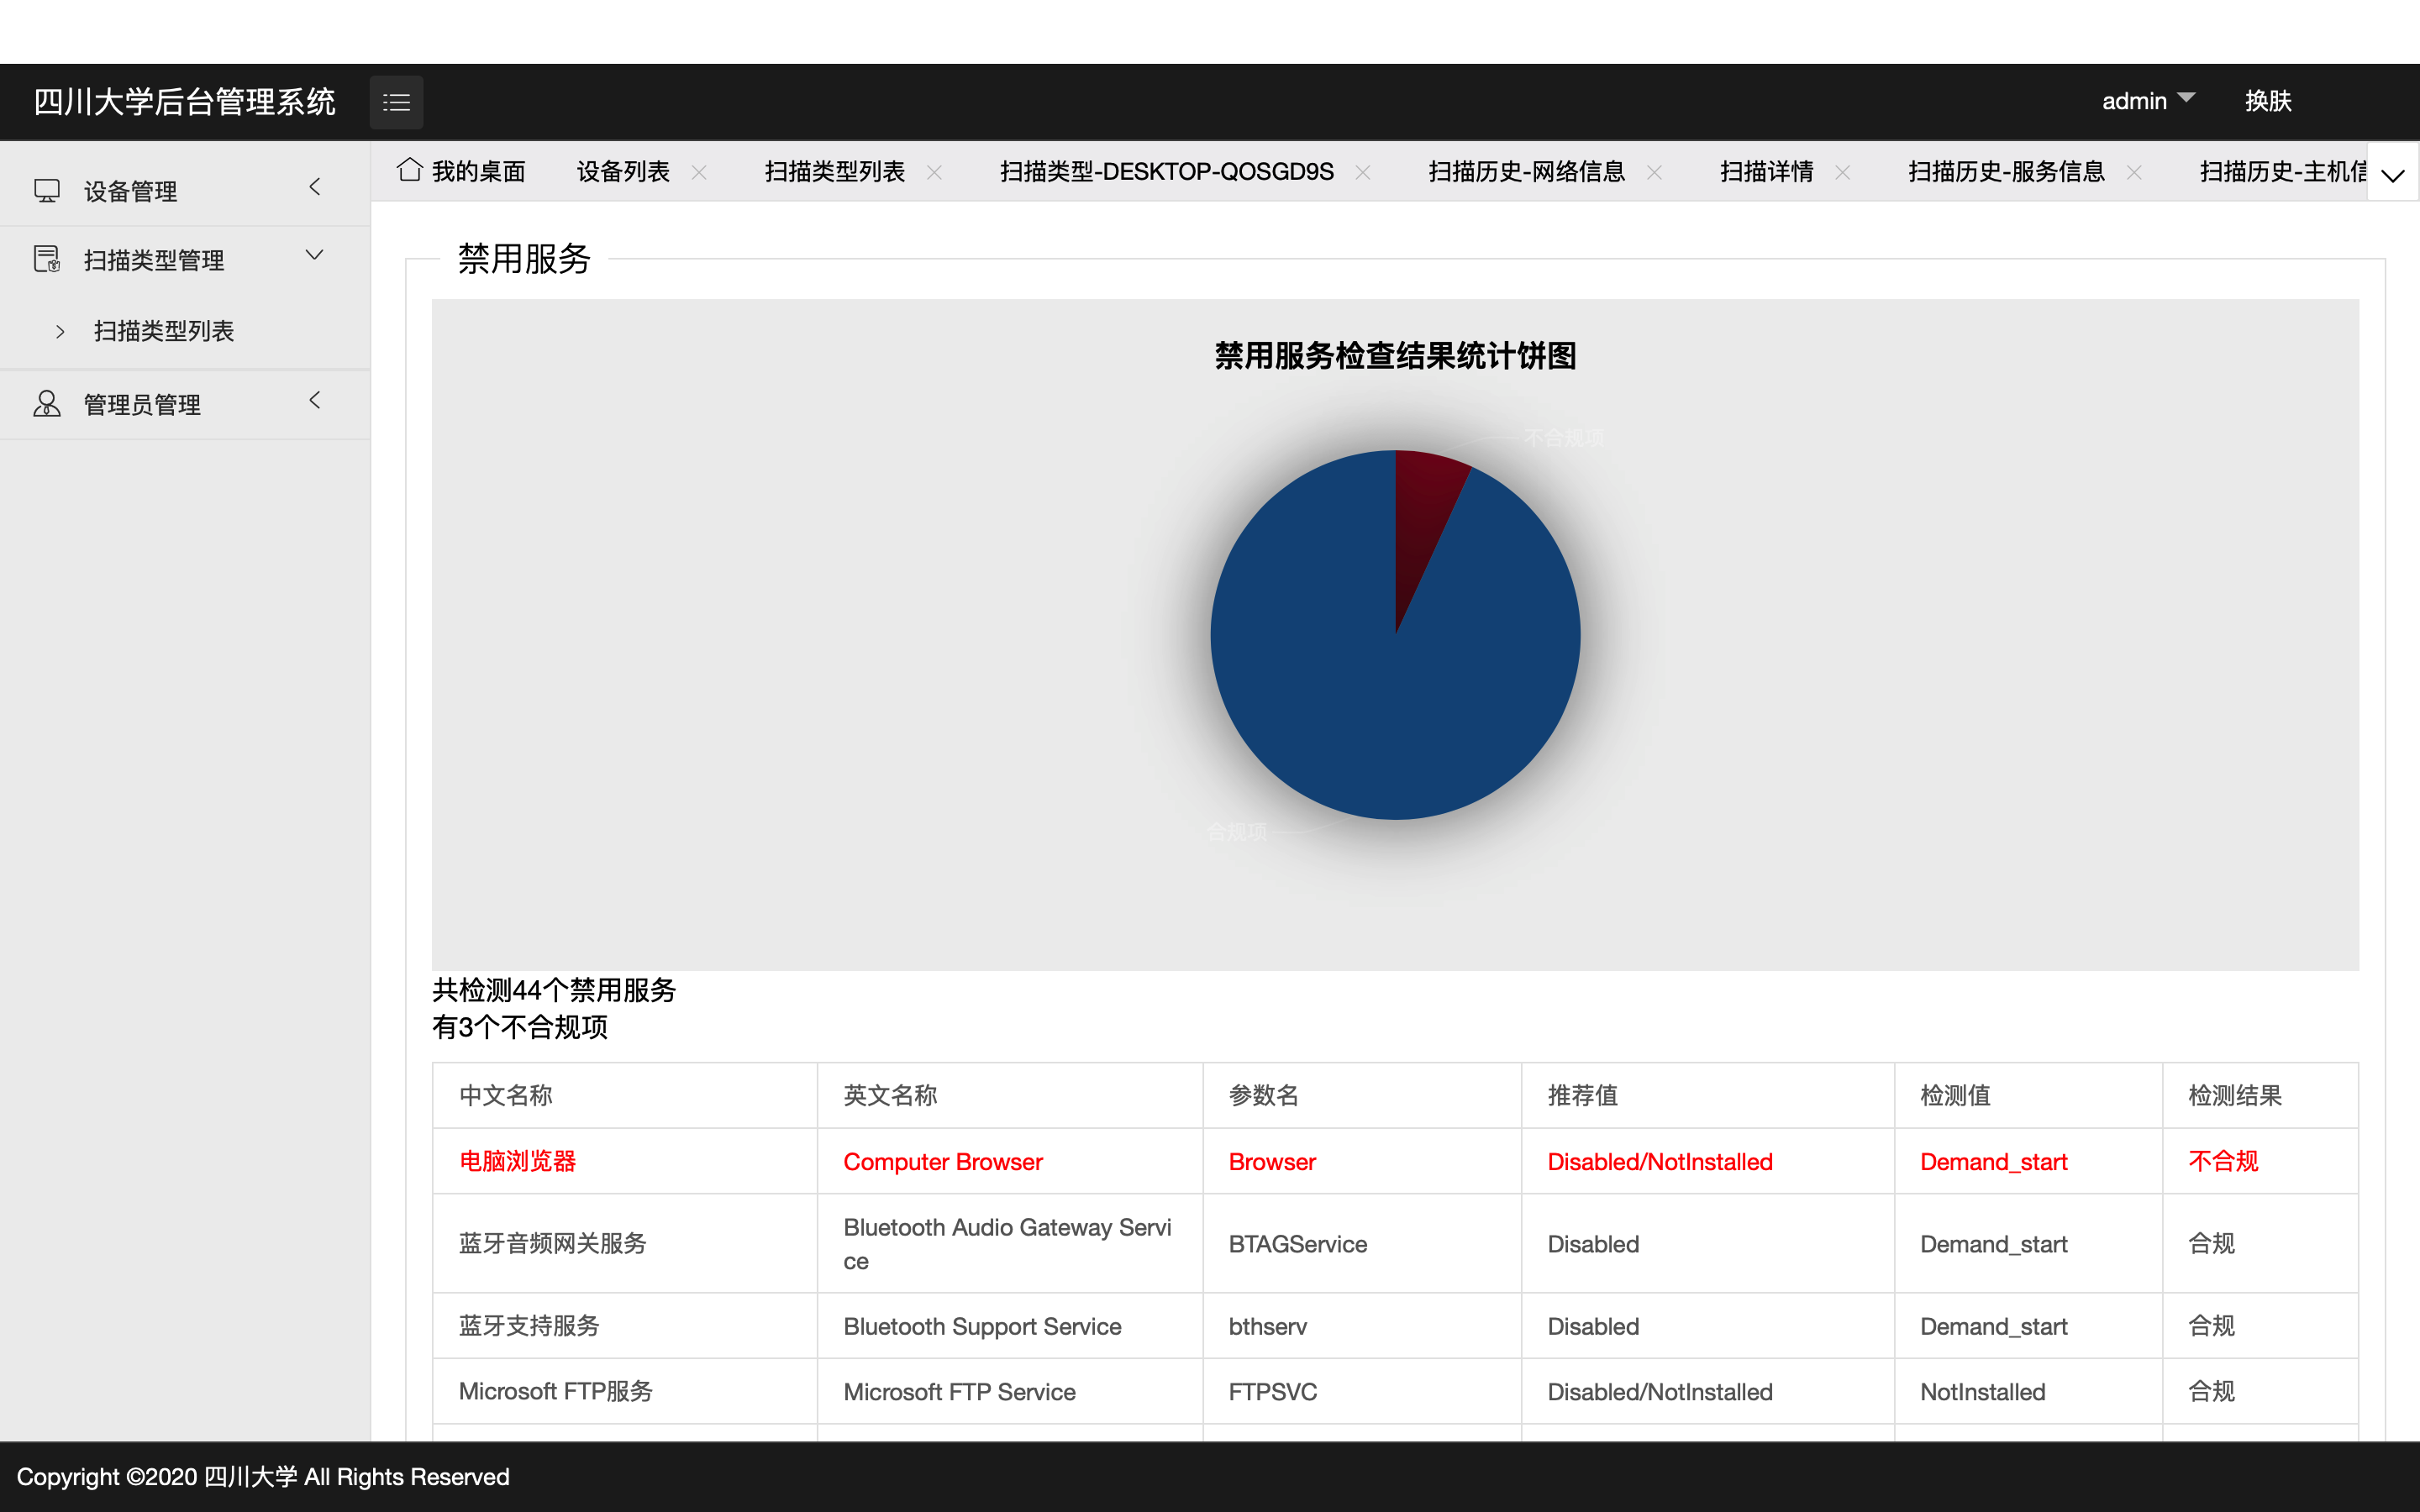 四川大学后台管理系统
admin
换肤
设备管理
扫描类型管理
扫描类型列表
管理员管理
我的桌面
设备列表
扫描类型列表
扫描类型-DESKTOP-QOSGD9S
扫描历史-网络信息
扫描详情
扫描历史-服务信息
扫描历史-主机信
禁用服务
禁用服务检查结果统计饼图
不合规项
合规项
共检测44个禁用服务
有3个不合规项
中文名称 英文名称 参数名 推荐值 检测值 检测结果
电脑浏览器 Computer Browser Browser Disabled/NotInstalled Demand_start 不合规
蓝牙音频网关服务 Bluetooth Audio Gateway Servi
ce BTAGService Disabled Demand_start 合规
蓝牙支持服务 Bluetooth Support Service bthserv Disabled Demand_start 合规
Microsoft FTP服务 Microsoft FTP Service FTPSVC Disabled/NotInstalled NotInstalled 合规
Copyright ©2020 四川大学 All Rights Reserved